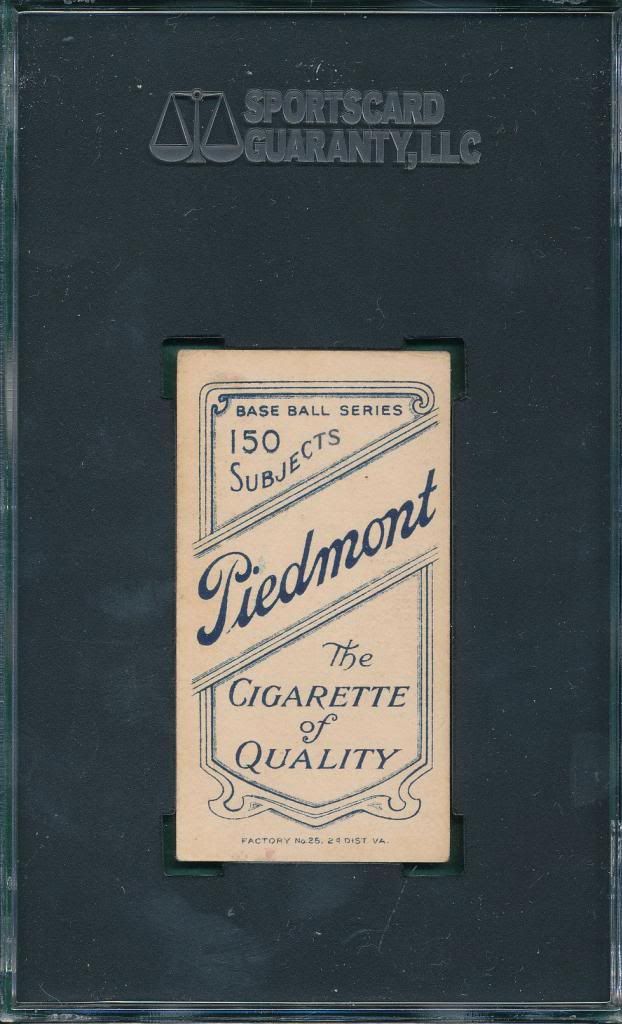 SPORTSCARD
GUARANTY, LLC
BASE BALL SERIES
150
SUBJECTS
Piedmont
The
CIGARETTE
of
QUALITY
FACTORY No. 25, 2D DIST. VA.